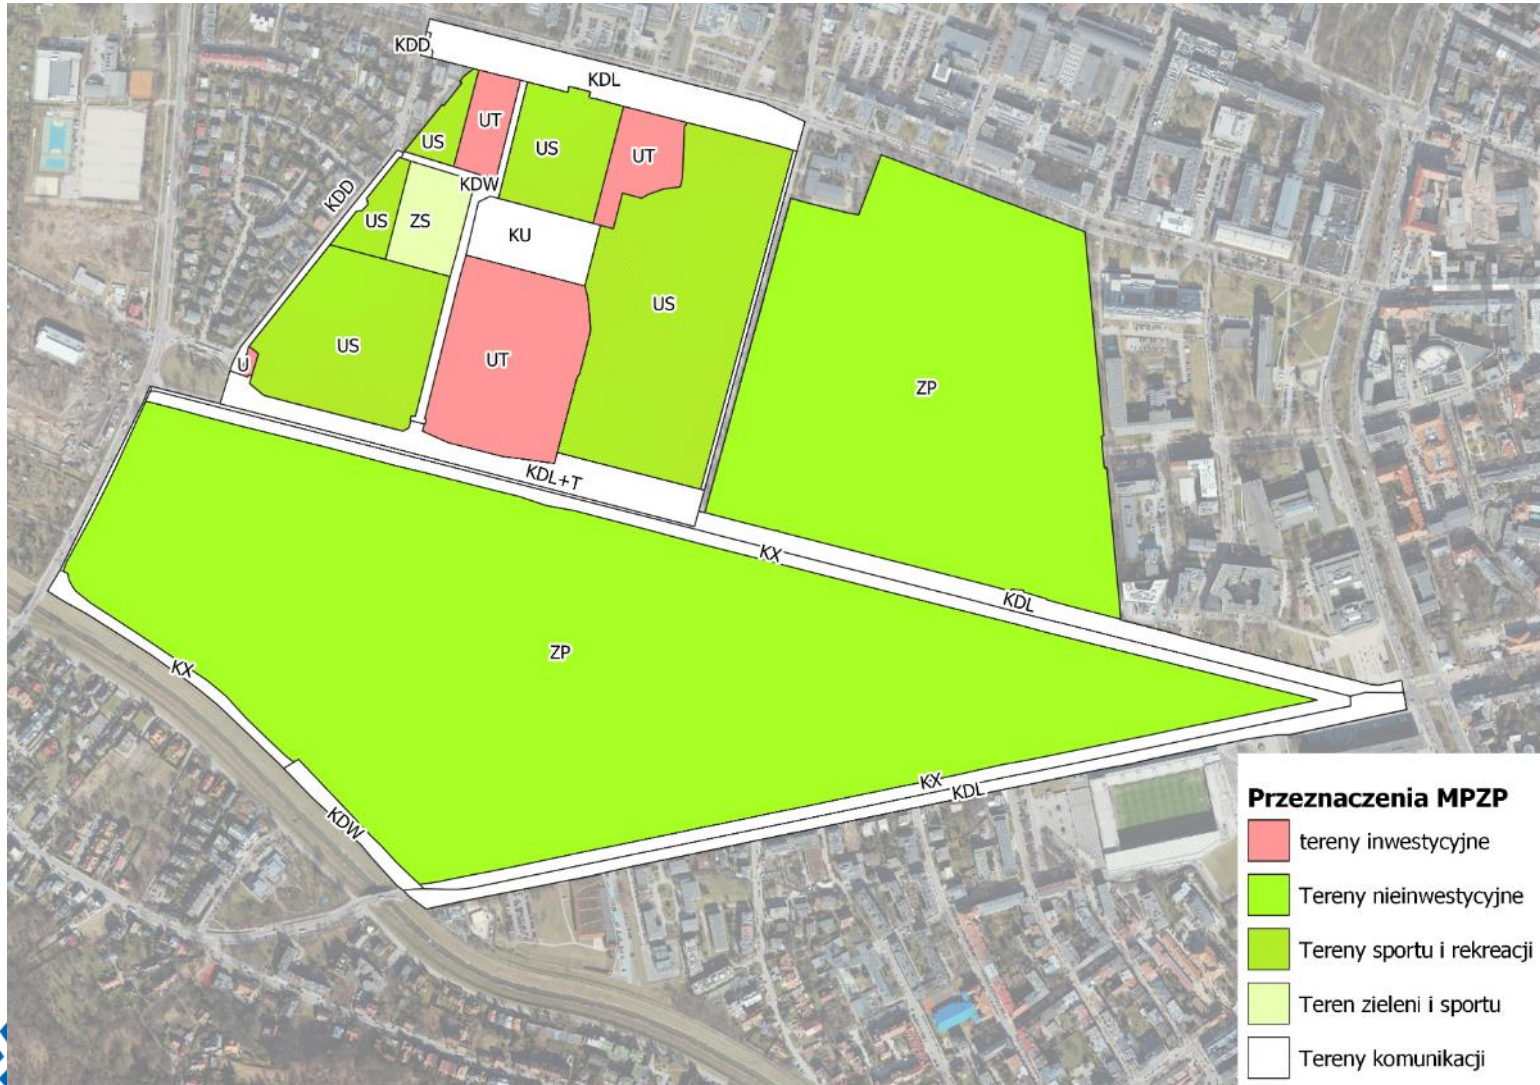 KDD
KDL
UT
US
US
UT
KDW
KDD
US
ZS
KU
US
US
UT
U
ZP
KDL+T
KX
KDL
ZP
KX
KX
KDL
KDW
Przeznaczenia MPZP
tereny inwestycyjne
Tereny nieinwestycyjne
Tereny sportu i rekreacji
Teren zieleni i sportu
Tereny komunikacji